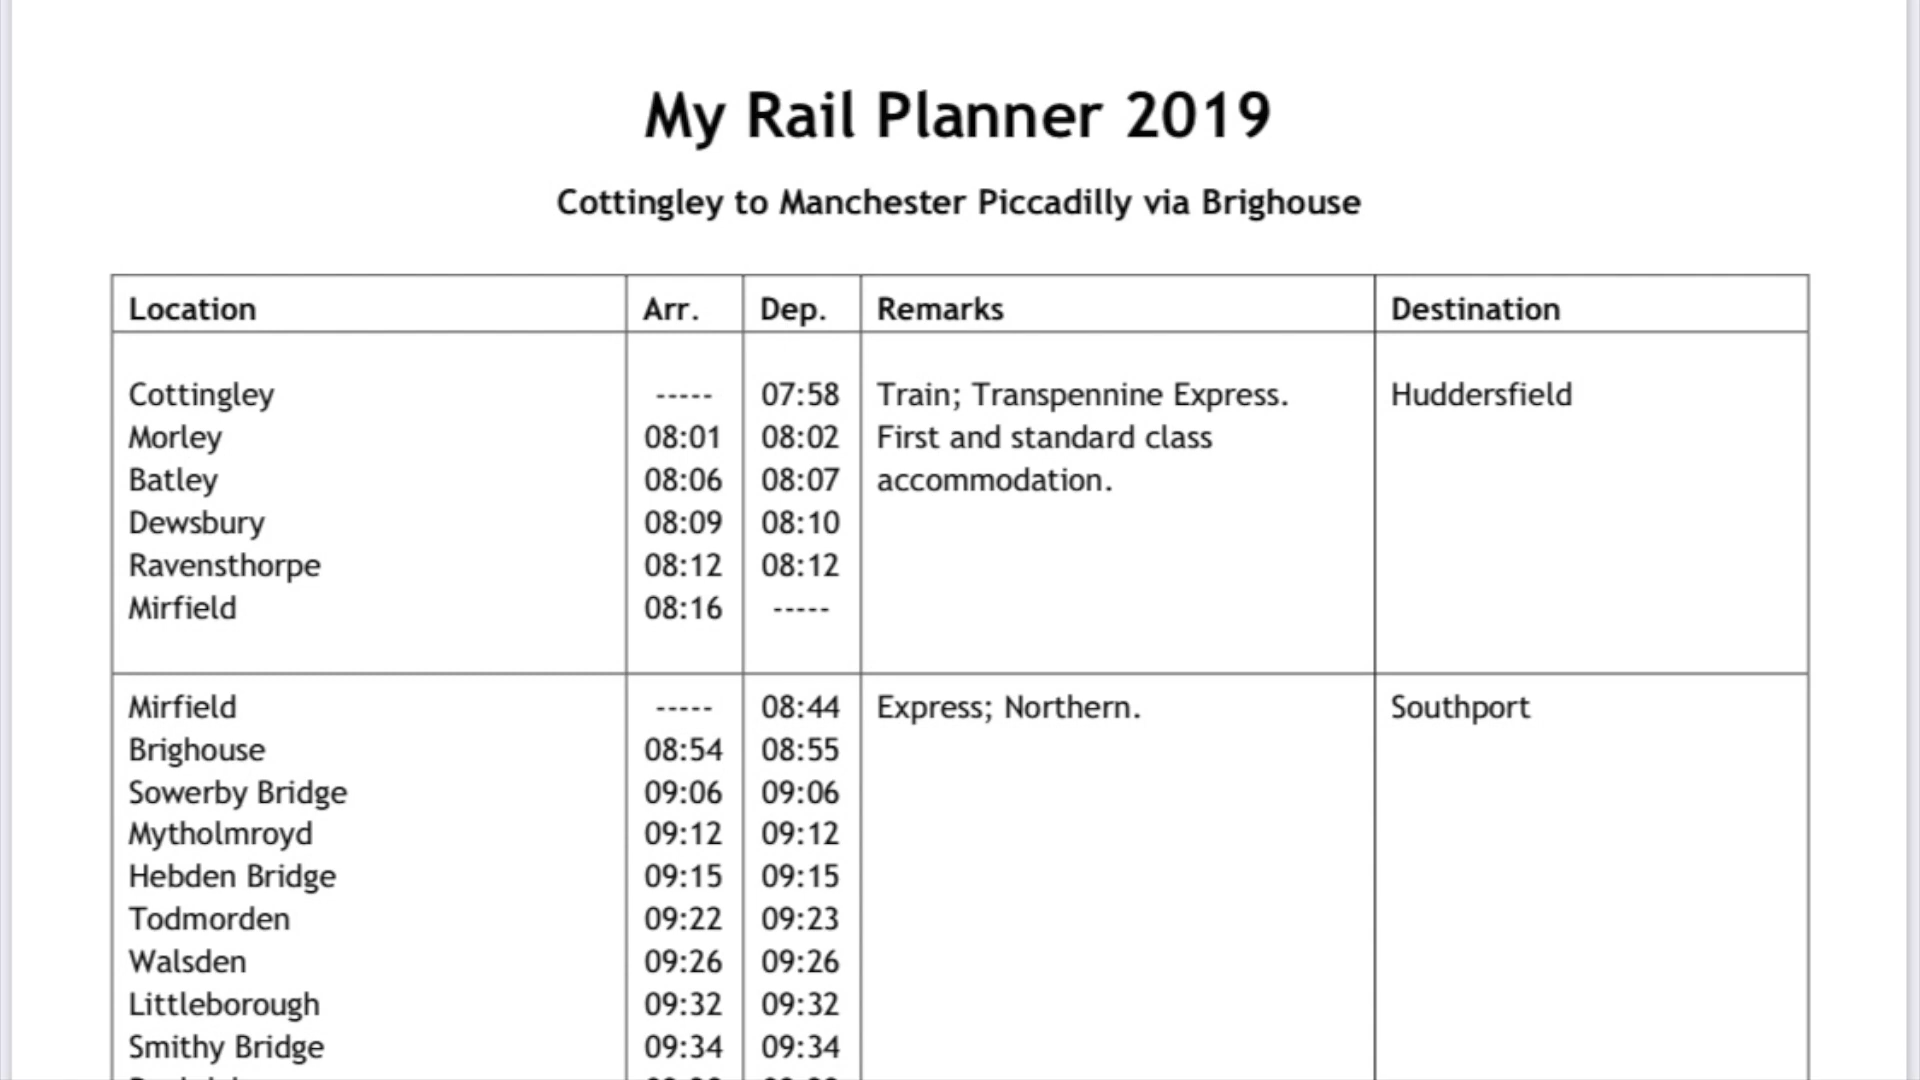 My Rail Planner 2019
Cottingley to Manchester Piccadilly via Brighouse
Location Arr. Dep. Remarks Destination
Cottingley ----- 07:58 Train; Transpennine Express. Huddersfield
Morley 08:01 08:02 First and standard class
Batley 08:06 08:07 accommodation.
Dewsbury 08:09 08:10
Ravensthorpe 08:12 08:12
Mirfield 08:16 -----
Mirfield ----- 08:44 Express; Northern. Southport
Brighouse 08:54 08:55
Sowerby Bridge 09:06 09:06
Mytholmroyd 09:12 09:12
Hebden Bridge 09:15 09:15
Todmorden 09:22 09:23
Walsden 09:26 09:26
Littleborough 09:32 09:32
Smithy Bridge 09:34 09:34